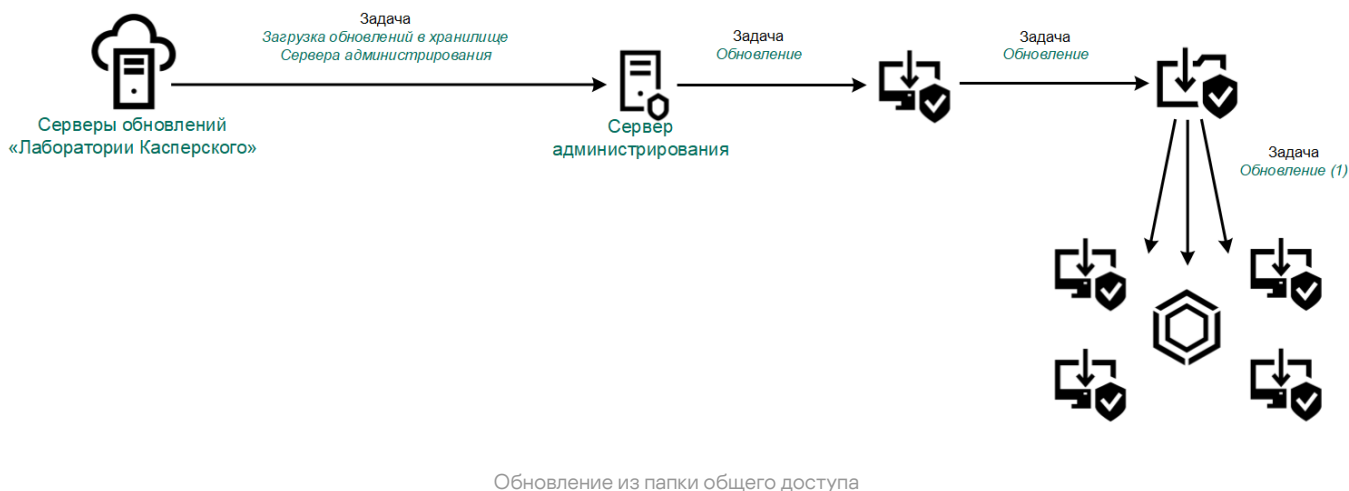 Задача
Загрузка обновлений в хранилище
Сервера администрирования
Задача
Обновление
Задача
Обновление
Серверы обновлений
«Лаборатории Касперского»
Сервер
администрирования
Задача
Обновление (1)
Обновление из папки общего доступа